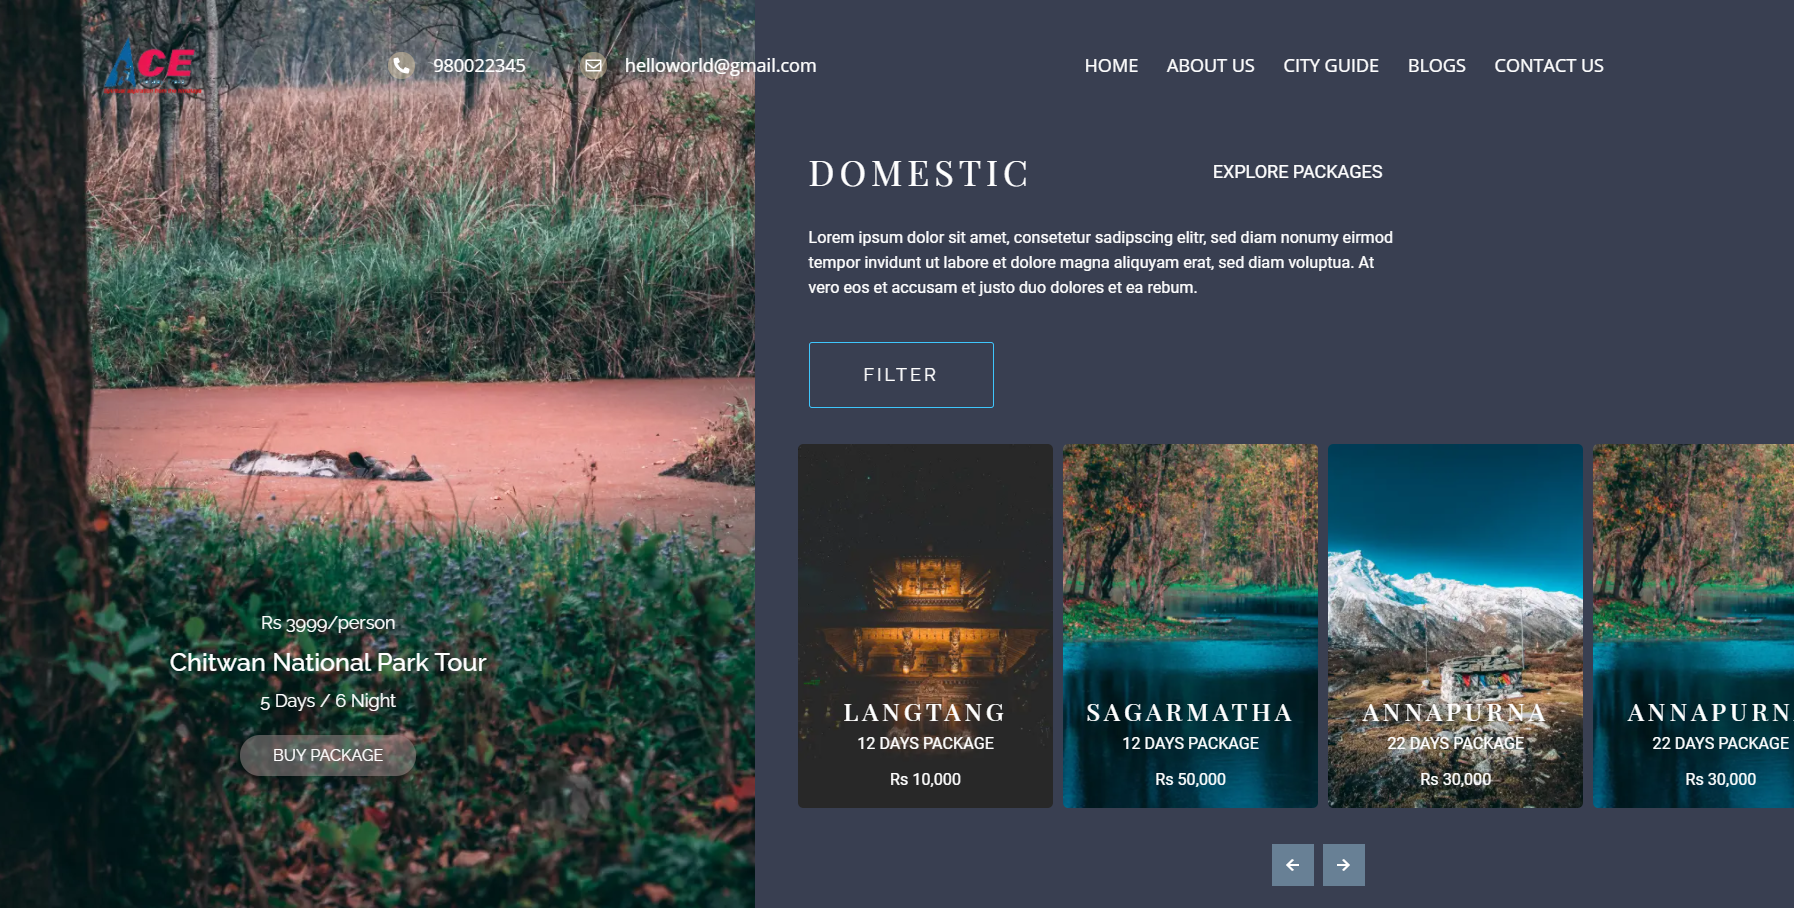 ACE
980022345
helloworld@gmail.com
HOME ABOUT US CITY GUIDE BLOGS CONTACT US
DOMESTIC
EXPLORE PACKAGES
Lorem ipsum dolor sit amet, consetetur sadipscing elitr, sed diam nonumy eirmod
tempor invidunt ut labore et dolore magna aliquyam erat, sed diam voluptua. At
vero eos et accusam et justo duo dolores et ea rebum.
FILTER
Rs 3999/person
Chitwan National Park Tour
5 Days / 6 Night
BUY PACKAGE
LANGTANG
12 DAYS PACKAGE
Rs 10,000
SAGARMATHA
12 DAYS PACKAGE
Rs 50,000
ANNAPURNA
22 DAYS PACKAGE
Rs 30,000
ANNAPURN
22 DAYS PACKAGE
Rs 30,000